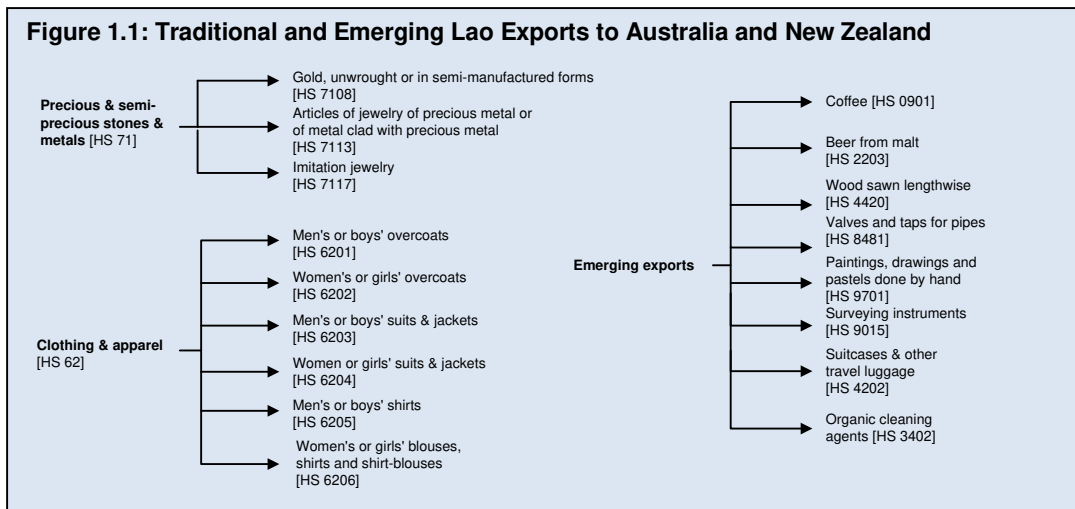 Figure 1.1: Traditional and Emerging Lao Exports to Australia and New Zealand
Precious & semi-
precious stones &
metals [HS 71]
Gold, unwrought or in semi-manufactured forms
[HS 7108]
Articles of jewelry of precious metal or
of metal clad with precious metal
[HS 7113]
Imitation jewelry
[HS 7117]
Clothing & apparel
[HS 62]
Men's or boys' overcoats
[HS 6201]
Women's or girls' overcoats
[HS 6202]
Men's or boys' suits & jackets
[HS 6203]
Women or girls' suits & jackets
[HS 6204]
Men's or boys' shirts
[HS 6205]
Women's or girls' blouses,
shirts and shirt-blouses
[HS 6206]
Emerging exports
Coffee [HS 0901]
Beer from malt
[HS 2203]
Wood sawn lengthwise
[HS 4420]
Valves and taps for pipes
[HS 8481]
Paintings, drawings and
pastels done by hand
[HS 9701]
Surveying instruments
[HS 9015]
Suitcases & other
travel luggage
[HS 4202]
Organic cleaning
agents [HS 3402]